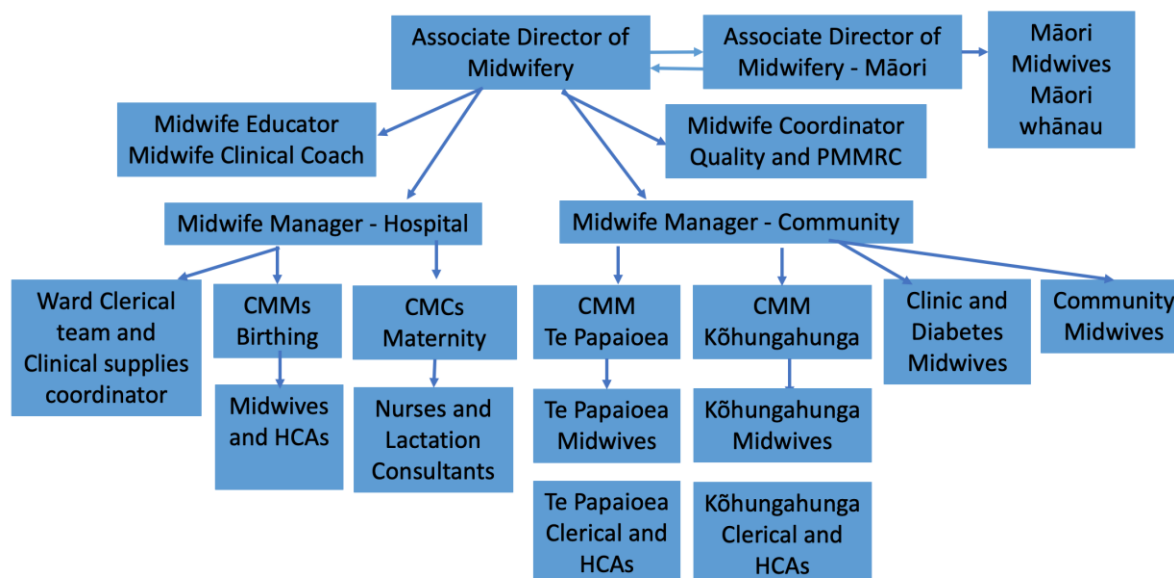 Associate Director of
Midwifery
Associate Director of
Midwifery - Māori
Māori
Midwives
Māori
whānau
Midwife Educator
Midwife Clinical Coach
Midwife Coordinator
Quality and PMMRC
Midwife Manager - Hospital
Midwife Manager - Community
Ward Clerical
team and
Clinical supplies
coordinator
CMMs
Birthing
CMCs
Maternity
CMM
Te Papaioea
CMM
Kõhungahunga
Clinic and
Diabetes
Midwives
Community
Midwives
Midwives
and HCAs
Nurses and
Lactation
Consultants
Te Papaioea
Midwives
Kõhungahunga
Midwives
Te Papaioea
Clerical and
HCAs
Kõhungahunga
Clerical and
HCAs